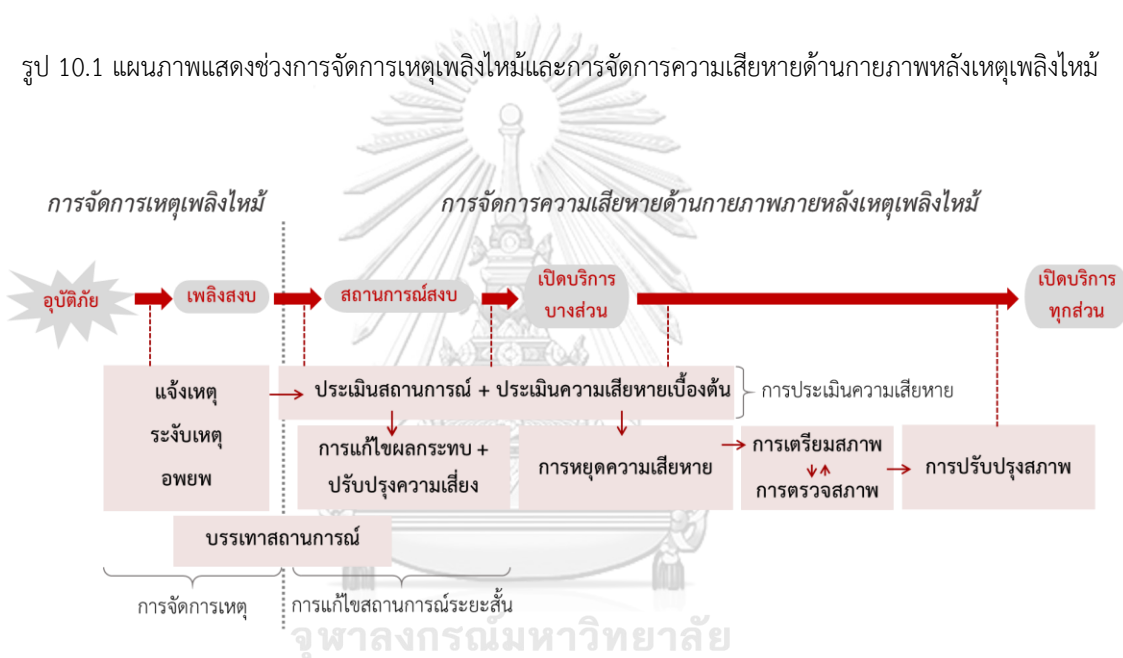 รูป 10.1 แผนภาพแสดงช่วงการจัดการเหตุเพลิงไหม้และการจัดการความเสียหายด้านกายภาพหลังเหตุเพลิงไหม้
การจัดการเหตุเพลิงไหม้
การจัดการความเสียหายด้านกายภาพภายหลังเหตุเพลิงไหม้
อุบัติภัย
เพลิงสงบ
สถานการณ์สงบ
เปิดบริการ
บางส่วน
เปิดบริการ
ทุกส่วน
แจ้งเหตุ
ระงับเหตุ
อพยพ
ประเมินสถานการณ์ + ประเมินความเสียหายเบื้องต้น
การประเมินความเสียหาย
การแก้ไขผลกระทบ +
ปรับปรุงความเสี่ยง
การหยุดความเสียหาย
การเตรียมสภาพ
การตรวจสภาพ
การปรับปรุงสภาพ
บรรเทาสถานการณ์
การจัดการเหตุ
การแก้ไขสถานการณ์ระยะสั้น
จุฬาลงกรณ์มหาวิทยาลัย